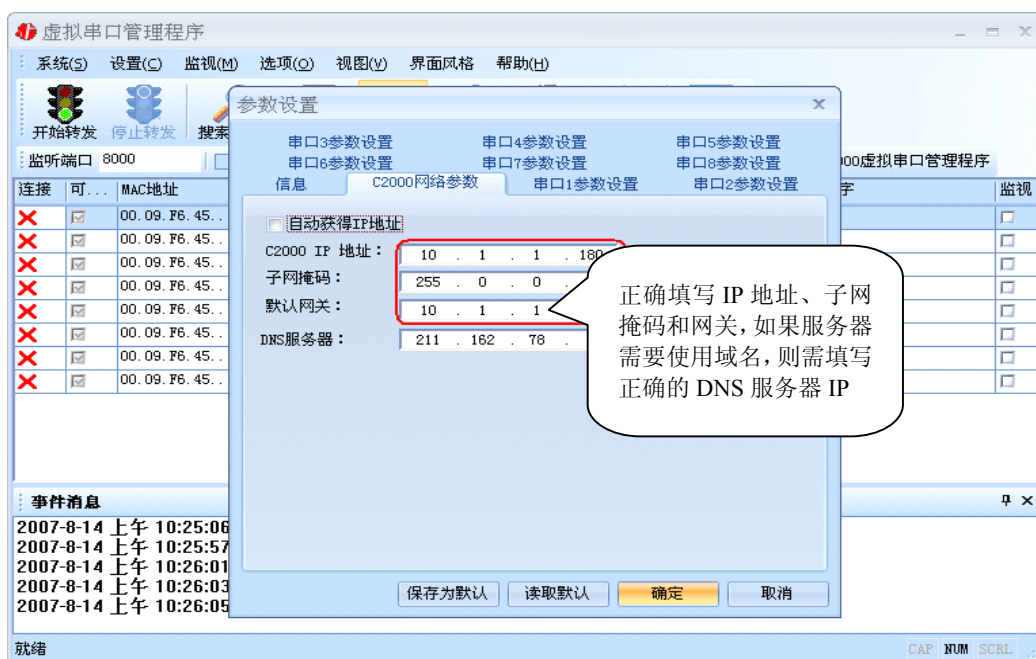 虚拟串口管理程序
系统(S) 设置(C) 监视(M) 选项(O) 视图(V) 界面风格 帮助(H)
开始转发 停止转发 搜索
监听端口 8000
000虚拟串口管理程序
连接 可... MAC地址 字 监视
00.09.F6.45..
00.09.F6.45..
00.09.F6.45..
00.09.F6.45..
00.09.F6.45..
00.09.F6.45..
00.09.F6.45..
00.09.F6.45..
参数设置
串口3参数设置 串口4参数设置 串口5参数设置
串口6参数设置 串口7参数设置 串口8参数设置
信息 C2000网络参数 串口1参数设置 串口2参数设置
自动获得IP地址
C2000 IP 地址： 10 . 1 . 1 . 180
子网掩码： 255 . 0 . 0 .
默认网关： 10 . 1 . 1
DNS服务器： 211 . 162 . 78 .
正确填写 IP 地址、子网
掩码和网关，如果服务器
需要使用域名，则需填写
正确的 DNS 服务器 IP
保存为默认 读取默认 确定 取消
事件消息
2007-8-14 上午 10:25:06
2007-8-14 上午 10:25:57
2007-8-14 上午 10:26:01
2007-8-14 上午 10:26:03
2007-8-14 上午 10:26:05
就绪
CAP NUM SCRL